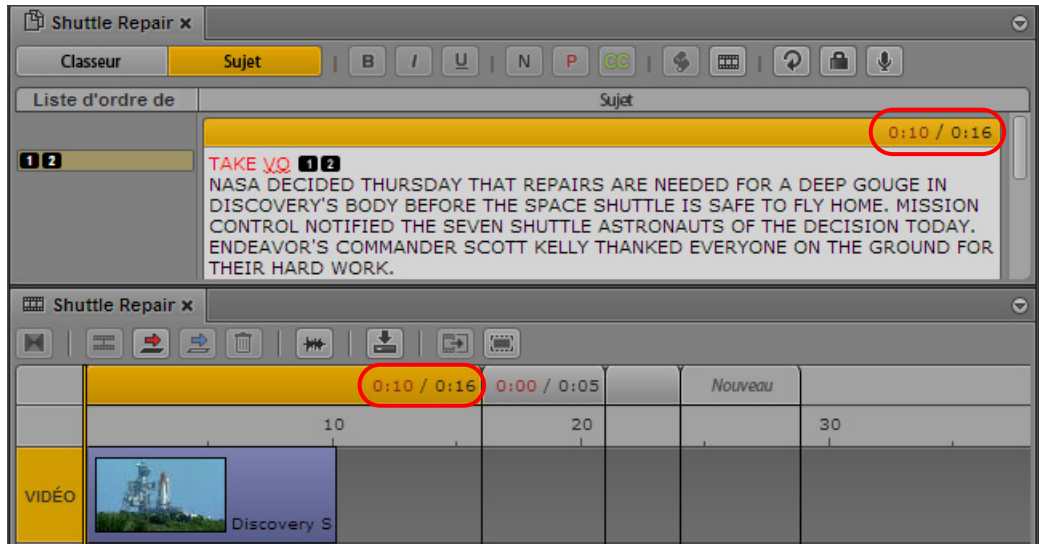 Shuttle Repair ×
Classeur Sujet B I U N P CC
Liste d'ordre de Sujet
0:10 / 0:16
1 2 TAKE VO 1 2
NASA DECIDED THURSDAY THAT REPAIRS ARE NEEDED FOR A DEEP GOUGE IN
DISCOVERY'S BODY BEFORE THE SPACE SHUTTLE IS SAFE TO FLY HOME. MISSION
CONTROL NOTIFIED THE SEVEN SHUTTLE ASTRONAUTS OF THE DECISION TODAY.
ENDEAVOR'S COMMANDER SCOTT KELLY THANKED EVERYONE ON THE GROUND FOR
THEIR HARD WORK.
Shuttle Repair ×
0:10 / 0:16 0:00 / 0:05 Nouveau
10 20 30
VIDÉO Discovery S